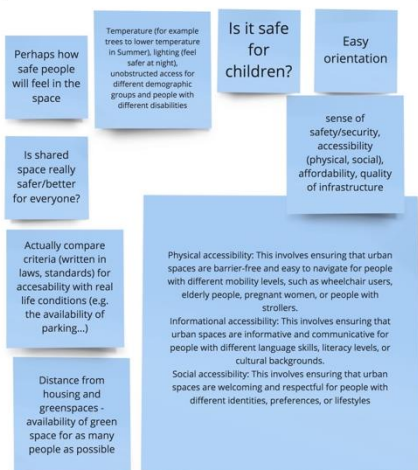 Perhaps how
safe people
will feel in the
space
Temperature (for example
trees to lower temperature
in Summer), lighting (feel
safer at night),
unobstructed access for
different demographic
groups and people with
different disabilities
Is it safe
for
children?
Easy
orientation
sense of
safety/security,
accessibility
(physical, social),
affordability, quality
of infrastructure
Is shared
space really
safer/better
for everyone?
Actually compare
criteria (written in
laws, standards) for
accesability with real
life conditions (e.g.
the availability of
parking...)
Physical accessibility: This involves ensuring that urban
spaces are barrier-free and easy to navigate for people
with different mobility levels, such as wheelchair users,
elderly people, pregnant women, or people with
strollers.
Informational accessibility: This involves ensuring that
urban spaces are informative and communicative for
people with different language skills, literacy levels, or
cultural backgrounds.
Social accessibility: This involves ensuring that urban
spaces are welcoming and respectful for people with
different identities, preferences, or lifestyles
Distance from
housing and
greenspaces -
availability of green
space for as many
people as possible